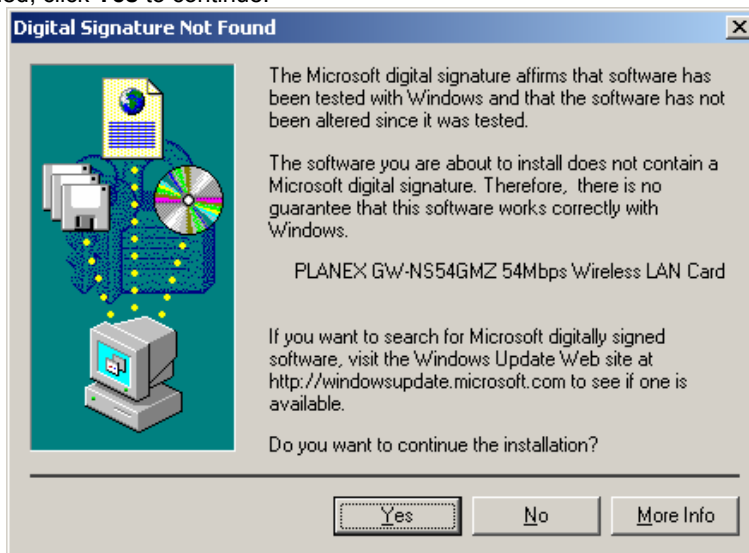 click Yes to continue.
Digital Signature Not Found
The Microsoft digital signature affirms that software has
been tested with Windows and that the software has not
been altered since it was tested.
The software you are about to install does not contain a
Microsoft digital signature. Therefore, there is no
guarantee that this software works correctly with
Windows.
PLANEX GW-NS54GMZ 54Mbps Wireless LAN Card
If you want to search for Microsoft digitally signed
software, visit the Windows Update Web site at
http://windowsupdate.microsoft.com to see if one is
available.
Do you want to continue the installation?
Yes No More Info